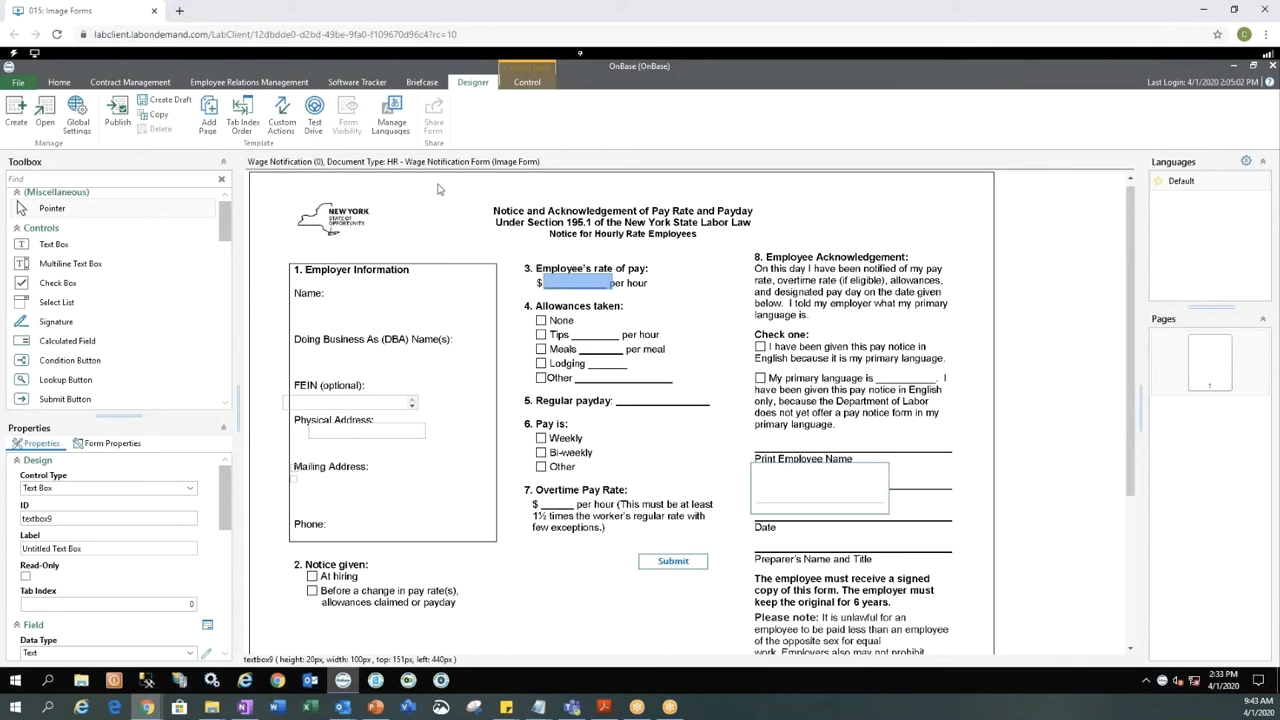 015: Image Forms
labclient.labondemand.com/LabClient/12dbdde0-d2bd-49be-9fa0-f109670d96c4?rc=10
C
OnBase (OnBase)
File
Home
Contract Management
Employee Relations Management
Software Tracker
Briefcase
Designer
Control
Last Login: 4/1/2020 2:05:02 PM
Create
Open
Global Settings
Publish
Create Draft
Copy
Delete
Add Page
Tab Index Order
Custom Actions
Test Drive
Form Visibility
Manage Languages
Share Form
Manage
Template
Share
Toolbox
Wage Notification (0), Document Type: HR - Wage Notification Form (Image Form)
Languages
Find
Default
(Miscellaneous)
Pointer
Controls
Text Box
Multiline Text Box
Check Box
Select List
Signature
Calculated Field
Condition Button
Lookup Button
Submit Button
Properties
Properties
Form Properties
Design
Control Type
Text Box
ID
textbox9
Label
Untitled Text Box
Read-Only
Tab Index
0
Field
Data Type
Text
NEW YORK
STATE OF
OPPORTUNITY
Notice and Acknowledgement of Pay Rate and Payday
Under Section 195.1 of the New York State Labor Law
Notice for Hourly Rate Employees
1. Employer Information
Name:
Doing Business As (DBA) Name(s):
FEIN (optional):
Physical Address:
Mailing Address:
Phone:
2. Notice given:
At hiring
Before a change in pay rate(s),
allowances claimed or payday
3. Employee's rate of pay:
$ per hour
4. Allowances taken:
None
Tips ________ per hour
Meals _______ per meal
Lodging ______
Other ________________
5. Regular payday: _______________
6. Pay is:
Weekly
Bi-weekly
Other
7. Overtime Pay Rate:
$ ______ per hour (This must be at least
1½ times the worker's regular rate with
few exceptions.)
Submit
8. Employee Acknowledgement:
On this day I have been notified of my pay
rate, overtime rate (if eligible), allowances,
and designated pay day on the date given
below. I told my employer what my primary
language is.
Check one:
I have been given this pay notice in
English because it is my primary language.
My primary language is __________. I
have been given this pay notice in English
only, because the Department of Labor
does not yet offer a pay notice form in my
primary language.
Print Employee Name
Date
Preparer's Name and Title
The employee must receive a signed
copy of this form. The employer must
keep the original for 6 years.
Please note: It is unlawful for an
employee to be paid less than an employee
of the opposite sex for equal
work. Employers also may not prohibit
Pages
1
textbox9 ( height: 20px, width: 100px , top: 151px, left: 440px )
2:33 PM
4/1/2020
9:43 AM
4/1/2020